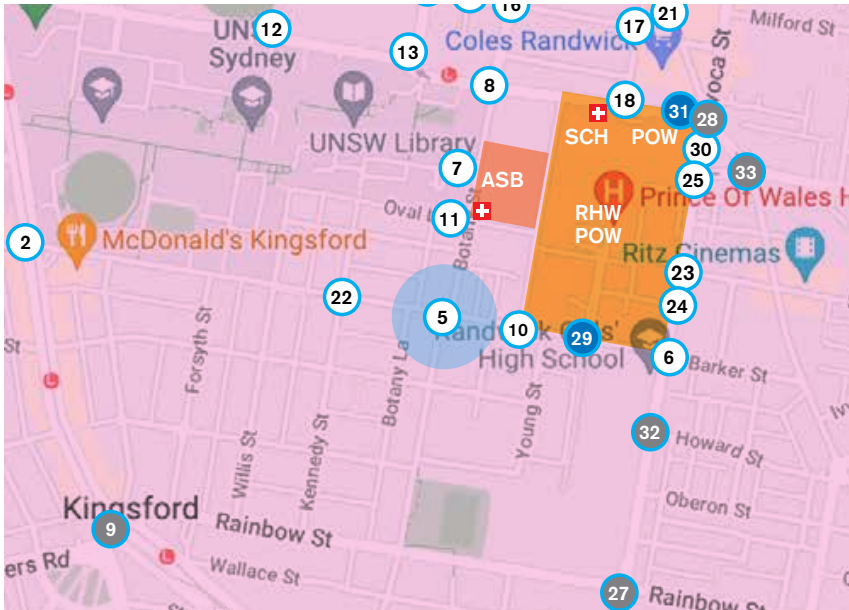 16
21
12
17
Milford St
UNS
Sydney
13
Coles Randwick
8
18
31
28
SCH
POW
UNSW Library
30
7
ASB
33
25
Prince Of Wales H
Oval
11
RHW
POW
2
McDonald's Kingsford
Botany St
Ritz Cinemas
23
22
24
5
10
29
Girls'
High School
6
St
Forsyth St
Barker St
Botany La
Young St
32
Howard St
Willis St
Kennedy St
Kingsford
9
Oberon St
Rainbow St
ers Rd
Wallace St
27
Rainbow St